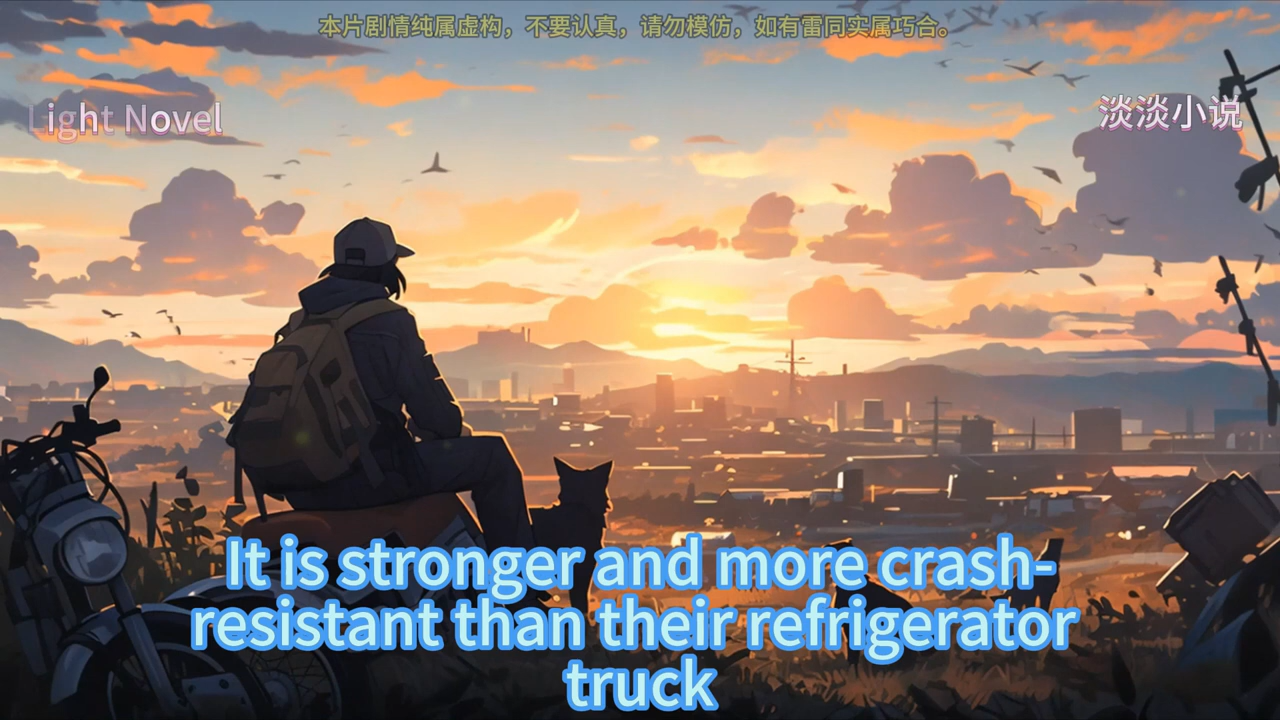 本片剧情纯属虚构，不要认真，请勿模仿，如有雷同实属巧合。
Light Novel
淡淡小说
It is stronger and more crash-
resistant than their refrigerator
truck